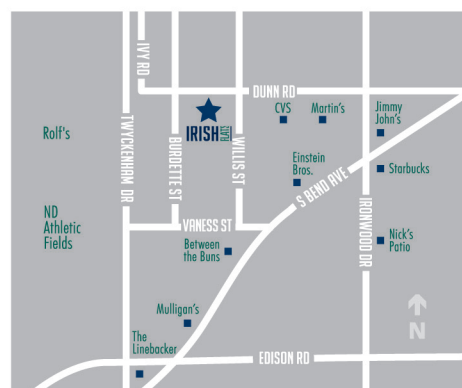 IVY RD
DUNN RD
CVS
Martin's
Jimmy
John's
Rolf's
TWYCKENHAM DR
BURDETTE ST
IRISH
FLATS
WILLIS ST
Einstein
Bros.
S BEND AVE
Starbucks
IRONWOOD DR
ND
Athletic
Fields
VANESS ST
Between
the Buns
Nick's
Patio
Mulligan's
N
The
Linebacker
EDISON RD